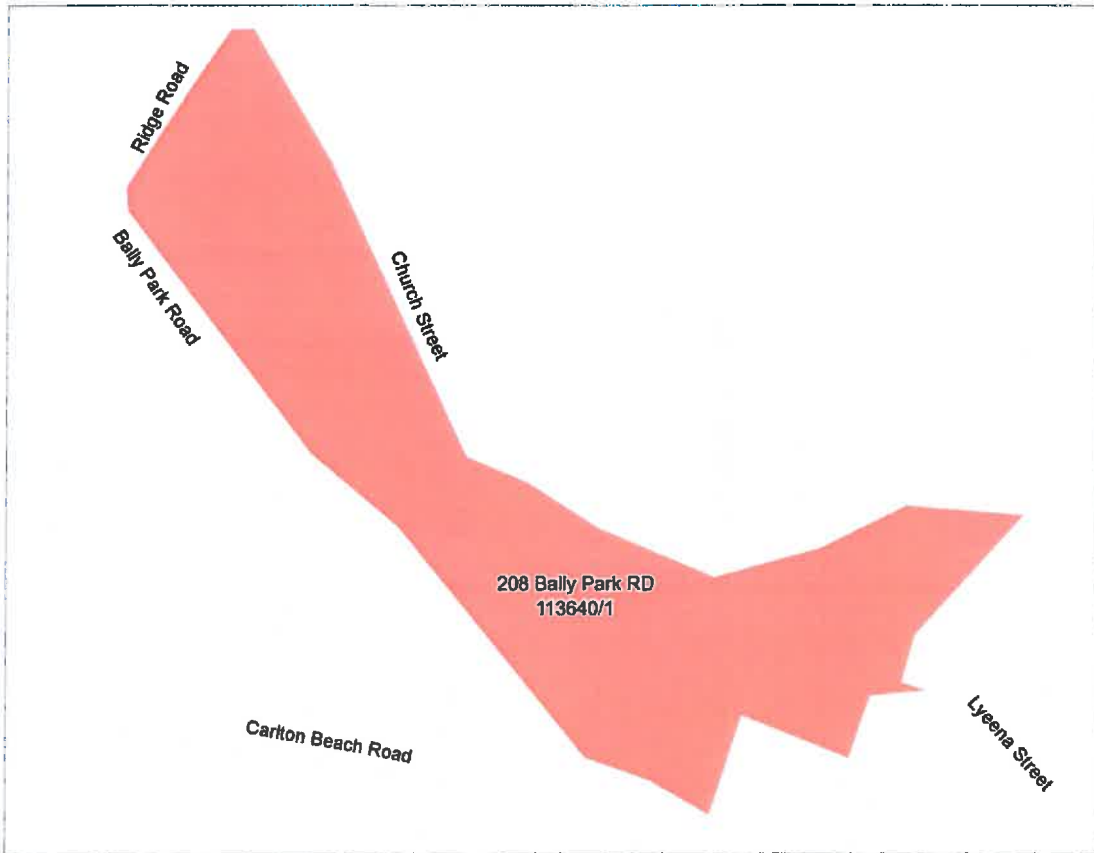 Ridge Road
Bally Park Road
Church Street
208 Bally Park RD
113640/1
Carlton Beach Road
Lyeena Street